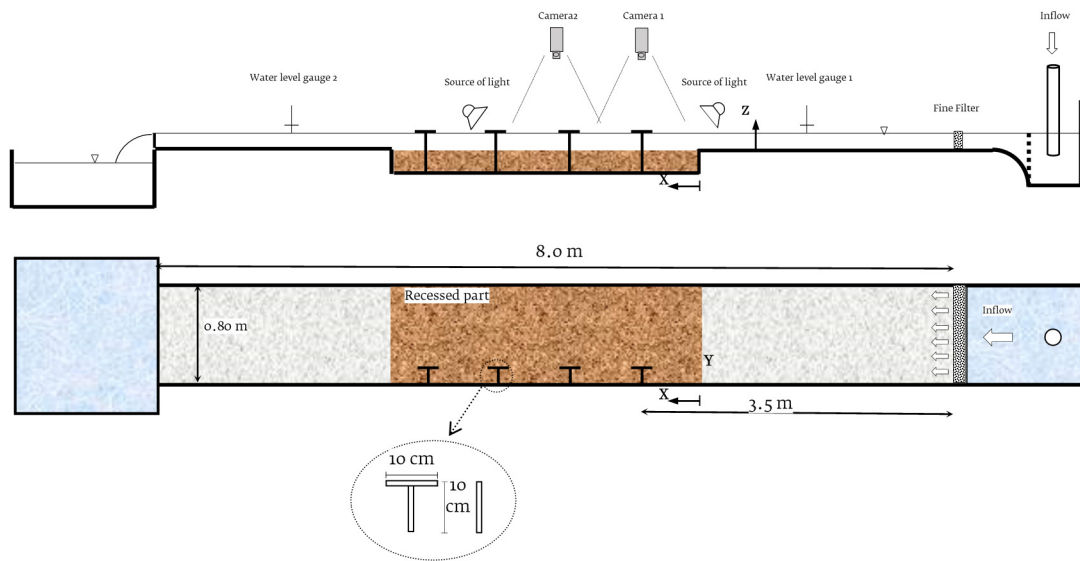 Camera2
Camera 1
Inflow
Water level gauge 2
Source of light
Source of light
Water level gauge 1
Fine Filter
Z
X
8.0 m
Recessed part
0.80 m
Inflow
Y
X
3.5 m
10 cm
10
cm